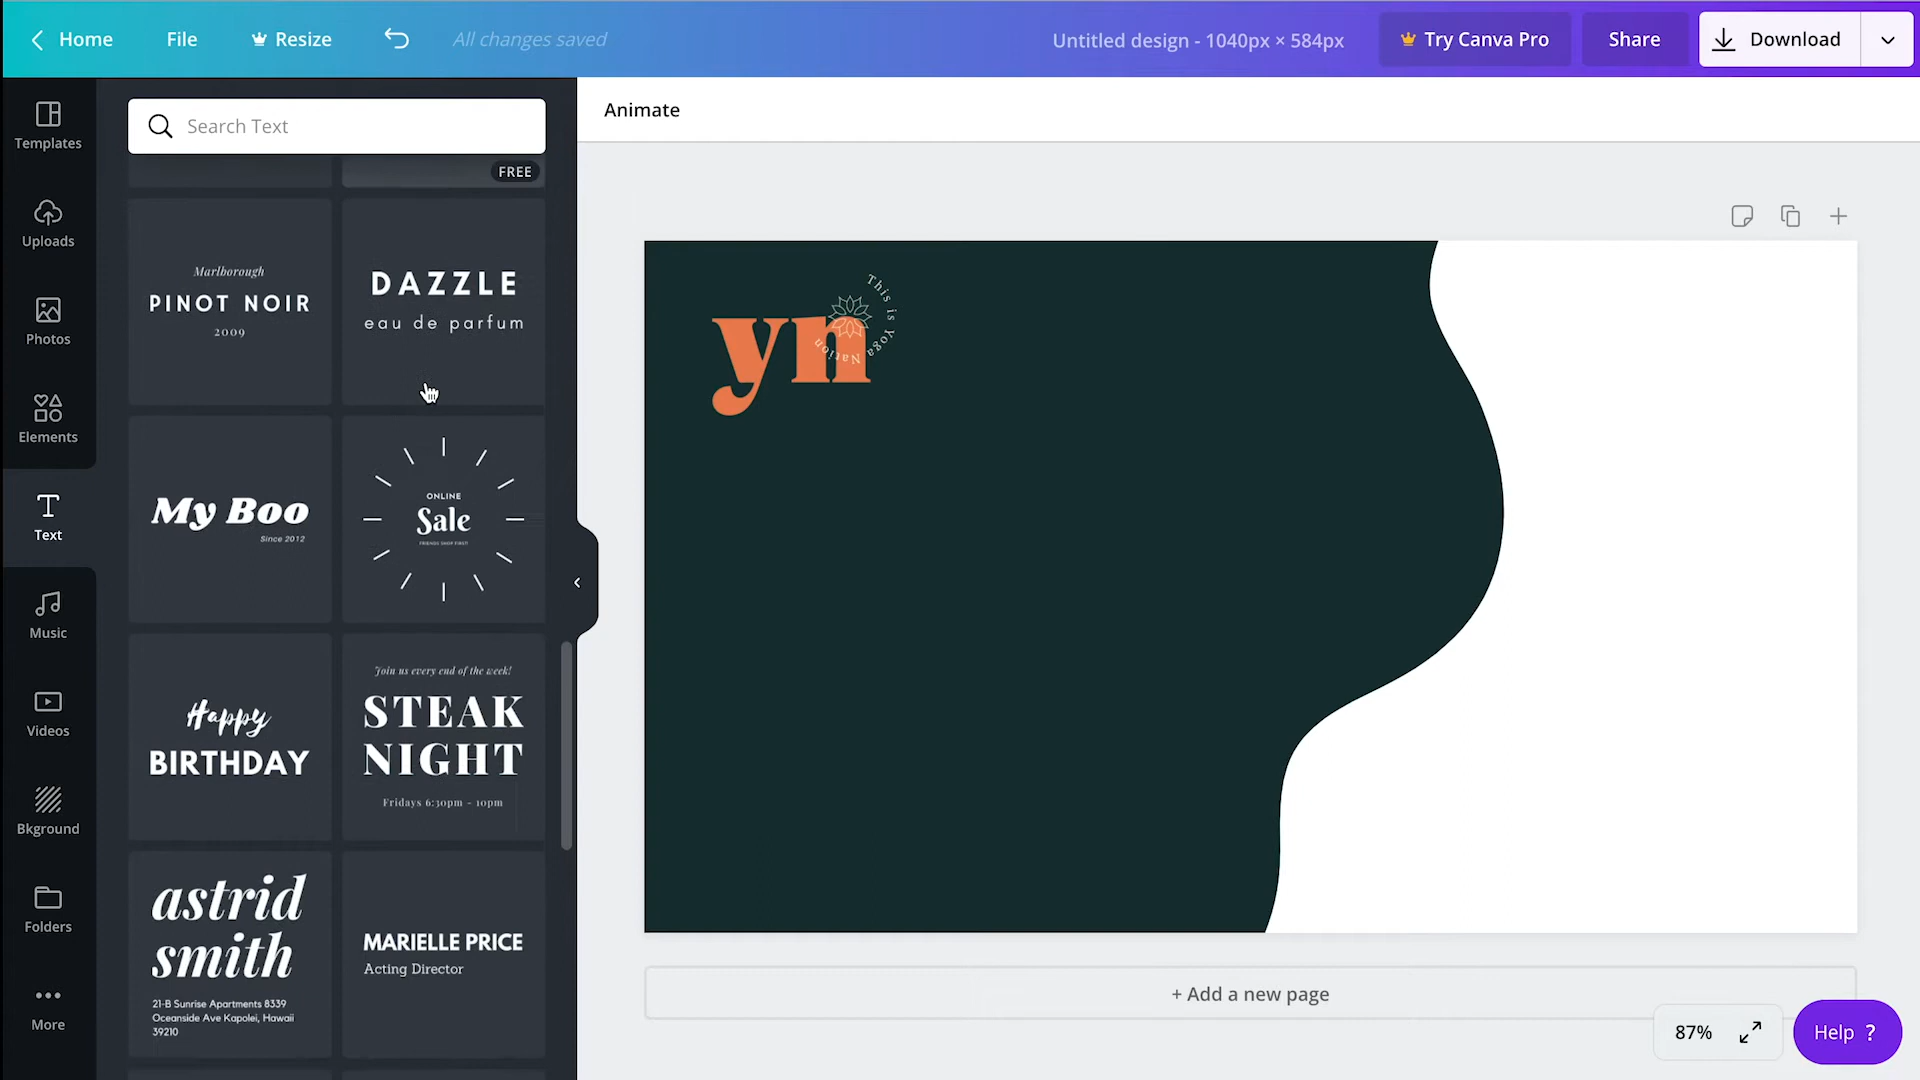 Home
File
Resize
All changes saved
Untitled design - 1040px × 584px
Try Canva Pro
Share
Download
Templates
Uploads
Photos
Elements
Text
Music
Videos
Bkground
Folders
More
Search Text
FREE
Marlborough
PINOT NOIR
2009
DAZZLE
eau de parfum
My Boo
Since 2012
ONLINE
Sale
FRIENDS SHOP FIRST!
Happy
BIRTHDAY
Join us every end of the week!
STEAK
NIGHT
Fridays 6:30pm - 10pm
astrid
smith
21-B Sunrise Apartments 8339
Oceanside Ave Kapolei, Hawaii
39210
MARIELLE PRICE
Acting Director
Animate
yn
This is Yoga Nation
+ Add a new page
87%
Help ?